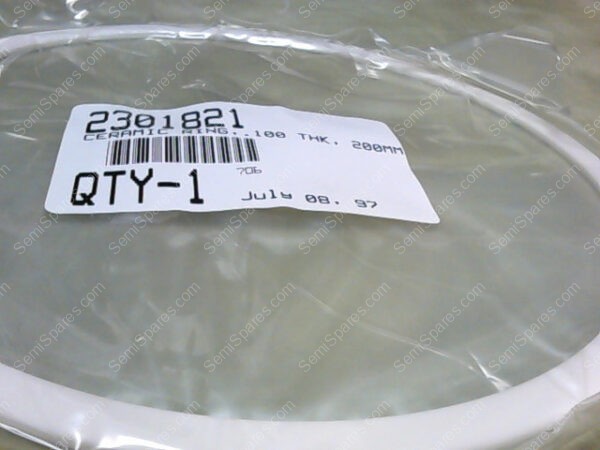 2301821
CERAMIC RING, .100 THK, 200MM
706
QTY-1
July 08, 97
SemiSpares.com